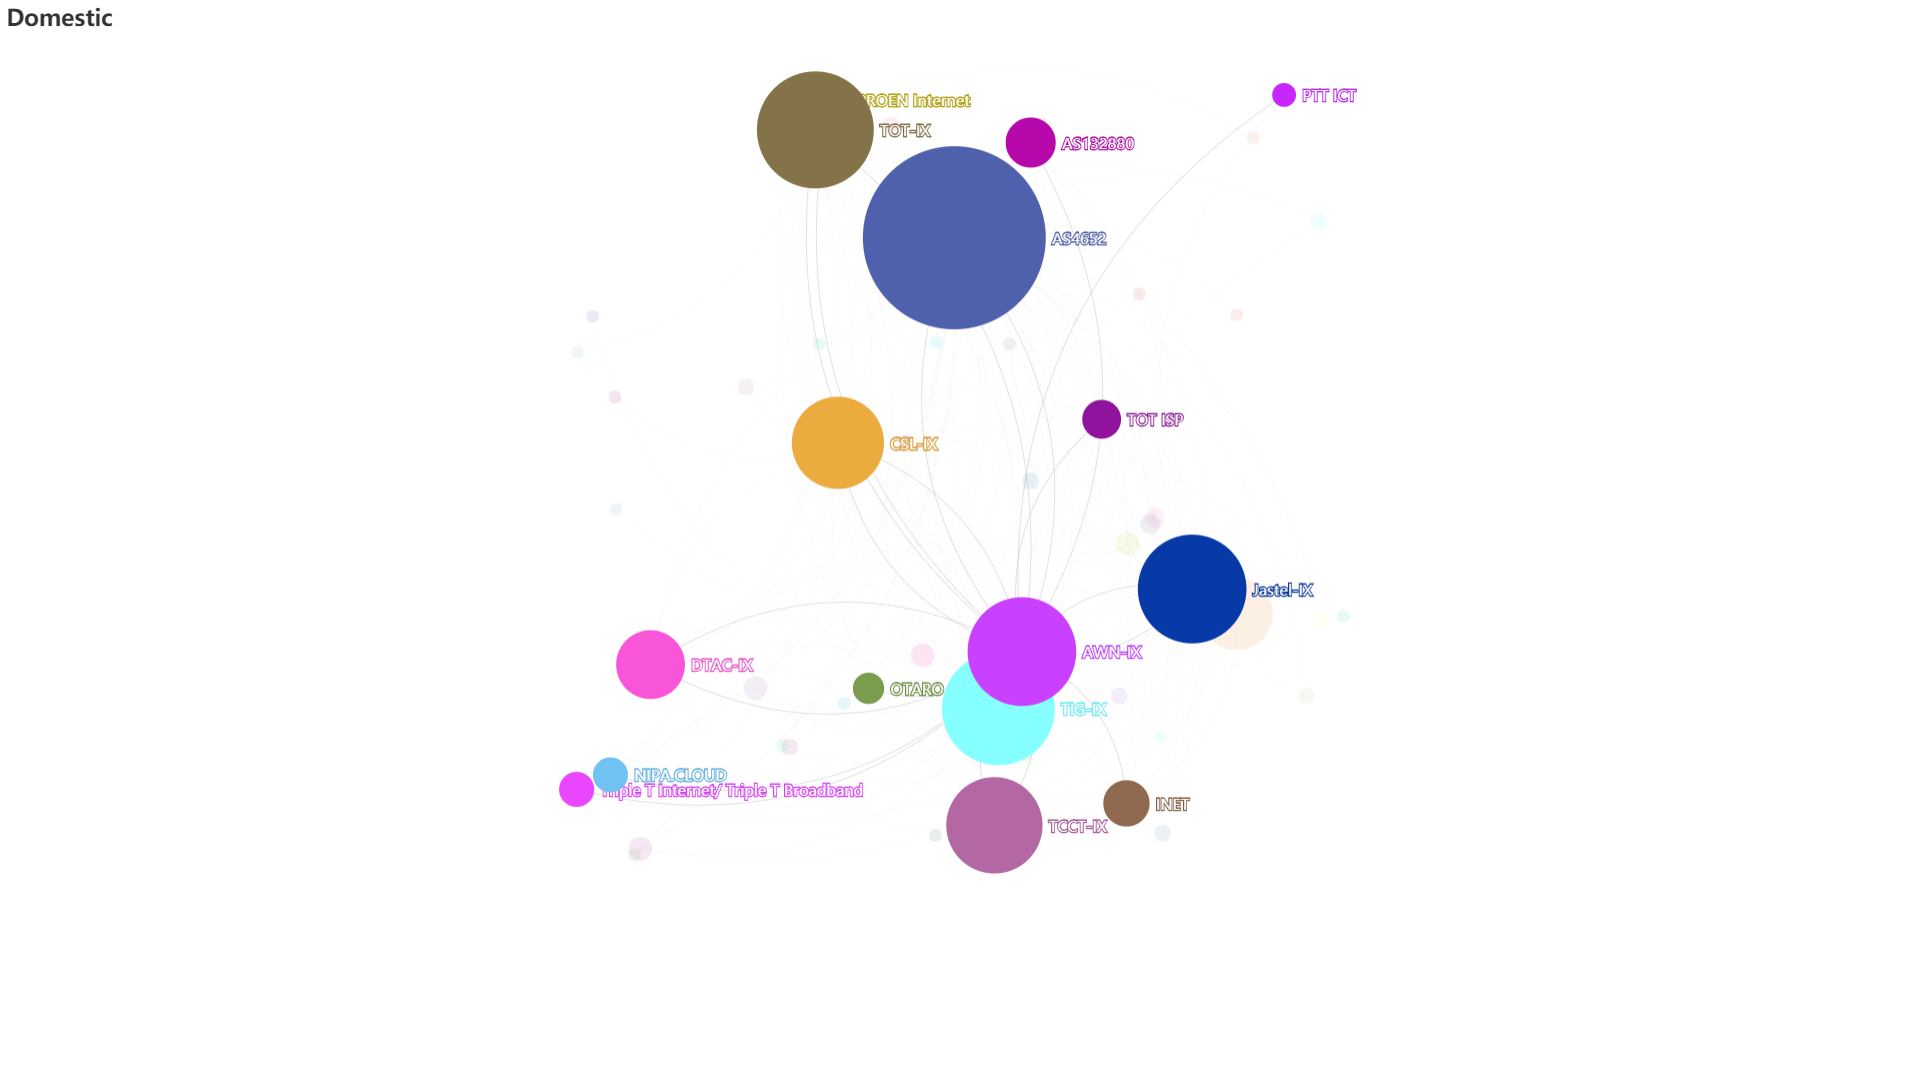 Domestic
PTT ICT
ROEN Internet
TOT-IX
AS132880
AS4652
TOT ISP
CSL-IX
Jastel-IX
AWN-IX
DTAC-IX
OTARO
TIG-IX
NIPA.CLOUD
Triple T Internet/ Triple T Broadband
INET
TCCT-IX